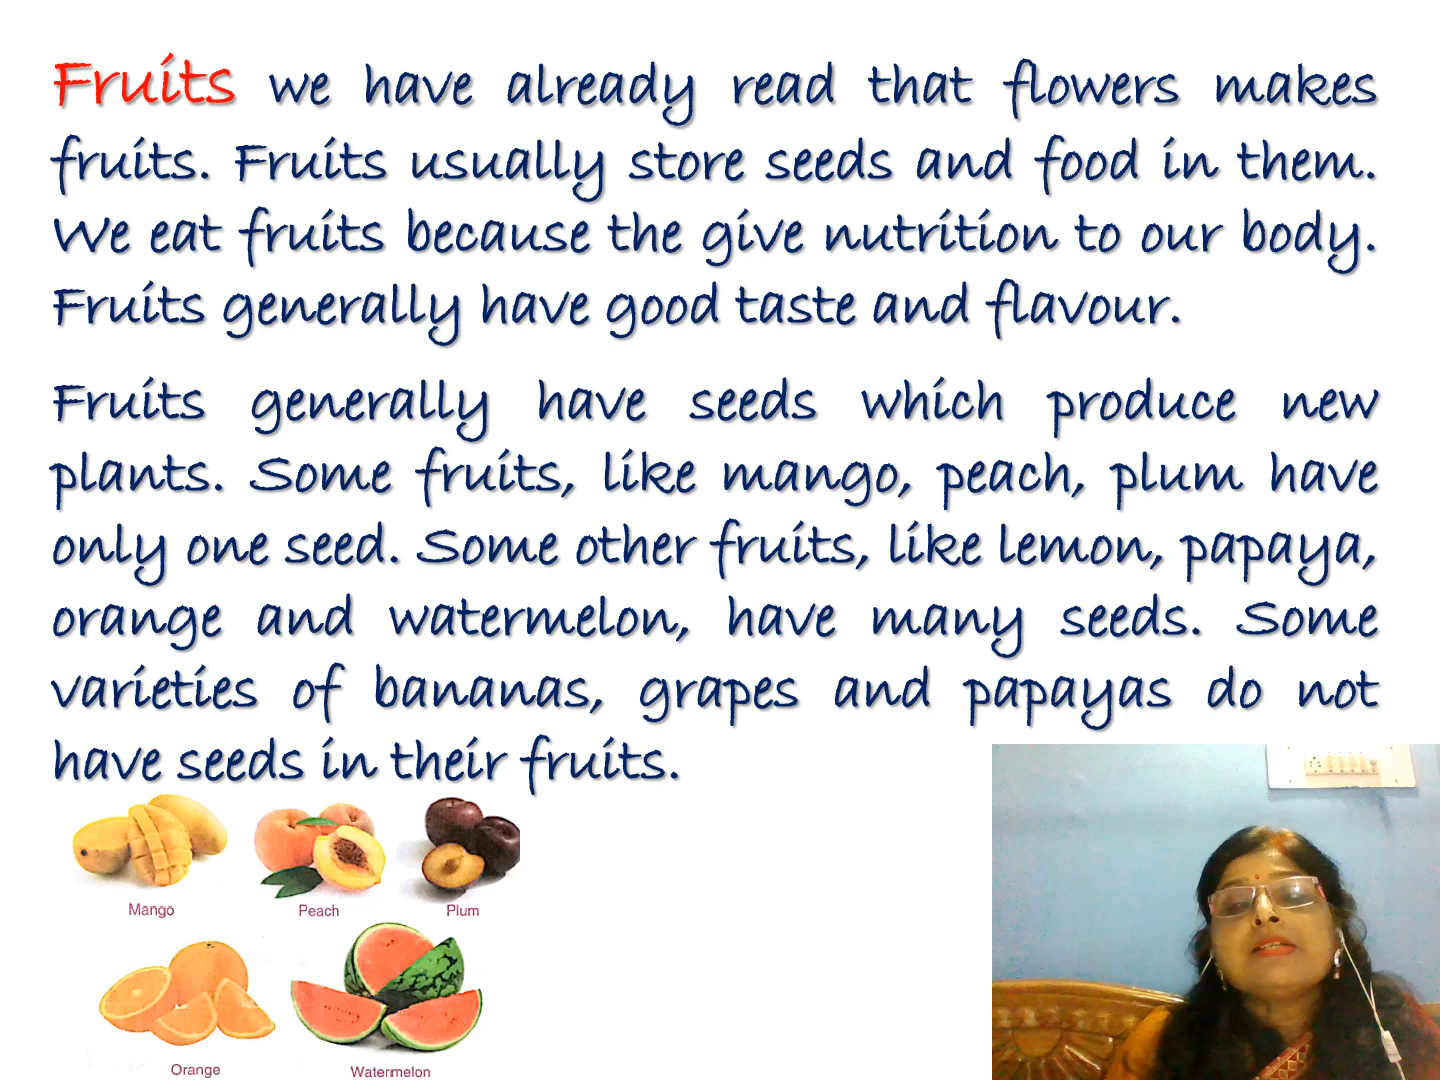 Fruits we have already read that flowers makes
fruits. Fruits usually store seeds and food in them.
We eat fruits because the give nutrition to our body.
Fruits generally have good taste and flavour.
Fruits generally have seeds which produce new
plants. Some fruits, like mango, peach, plum have
only one seed. Some other fruits, like lemon, papaya,
orange and watermelon, have many seeds. Some
varieties of bananas, grapes and papayas do not
have seeds in their fruits.
Mango Peach Plum
Orange Watermelon